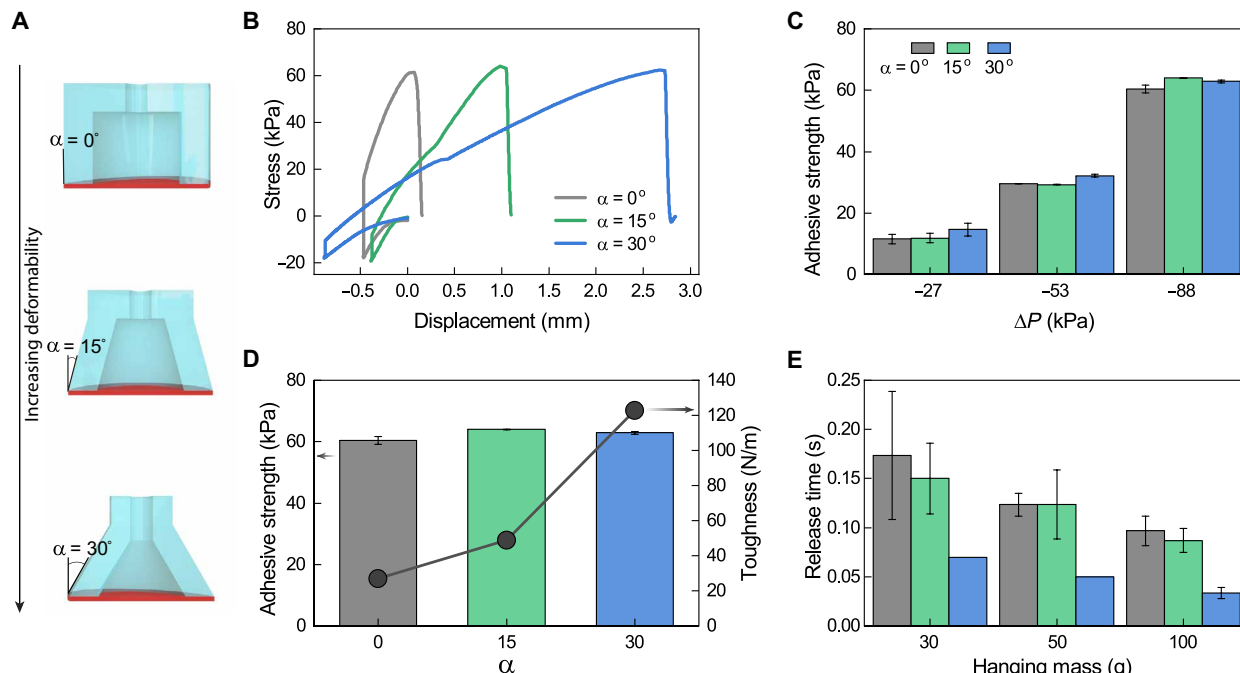 A
Increasing deformability
α = 0°
α = 15°
α = 30°
B
Stress (kPa)
80
60
40
20
0
−20
−0.5 0.0 0.5 1.0 1.5 2.0 2.5 3.0
Displacement (mm)
α = 0°
α = 15°
α = 30°
C
Adhesive strength (kPa)
80
60
40
20
0
α = 0° 15° 30°
−27 −53 −88
ΔP (kPa)
D
Adhesive strength (kPa)
80
60
40
20
0
0 15 30
α
140
120
100
80
60
40
20
0
Toughness (N/m)
E
Release time (s)
0.25
0.20
0.15
0.10
0.05
0.00
30 50 100
Hanging mass (g)